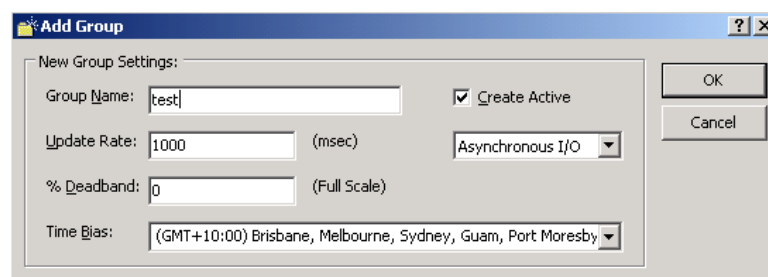 Add Group
New Group Settings:
Group Name: test Create Active
OK
Update Rate: 1000 (msec) Asynchronous I/O
Cancel
% Deadband: 0 (Full Scale)
Time Bias: (GMT+10:00) Brisbane, Melbourne, Sydney, Guam, Port Moresby